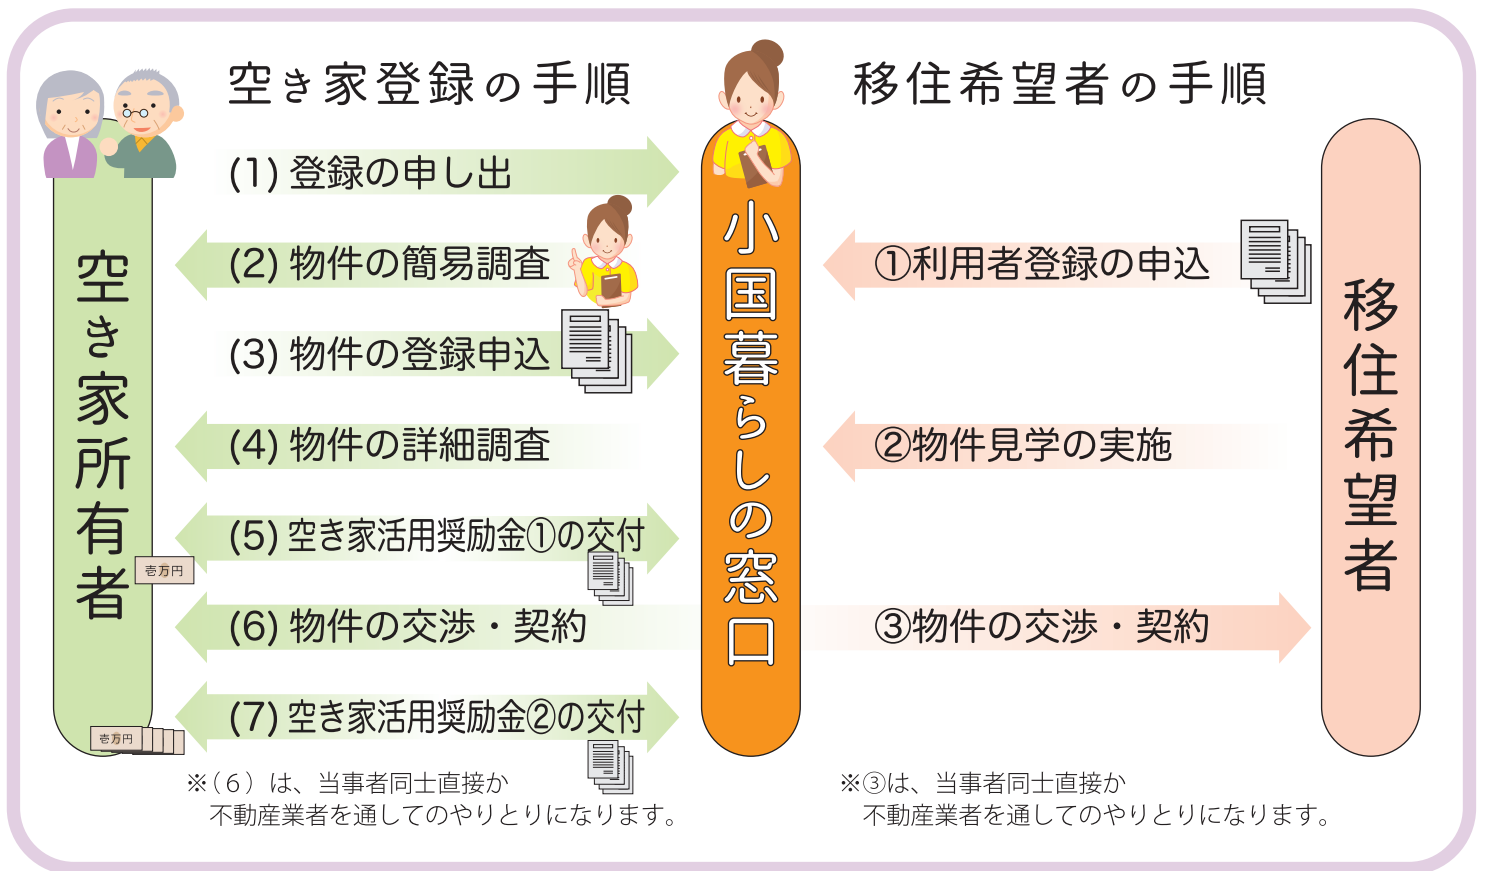 空き家登録の手順
移住希望者の手順
空き家所有者
(1) 登録の申し出
(2) 物件の簡易調査
(3) 物件の登録申込
(4) 物件の詳細調査
(5) 空き家活用奨励金①の交付
壱万円
(6) 物件の交渉・契約
(7) 空き家活用奨励金②の交付
壱万円
※(6)は、当事者同士直接か
不動産業者を通してのやりとりになります。
小国暮らしの窓口
①利用者登録の申込
②物件見学の実施
③物件の交渉・契約
※③は、当事者同士直接か
不動産業者を通してのやりとりになります。
移住希望者